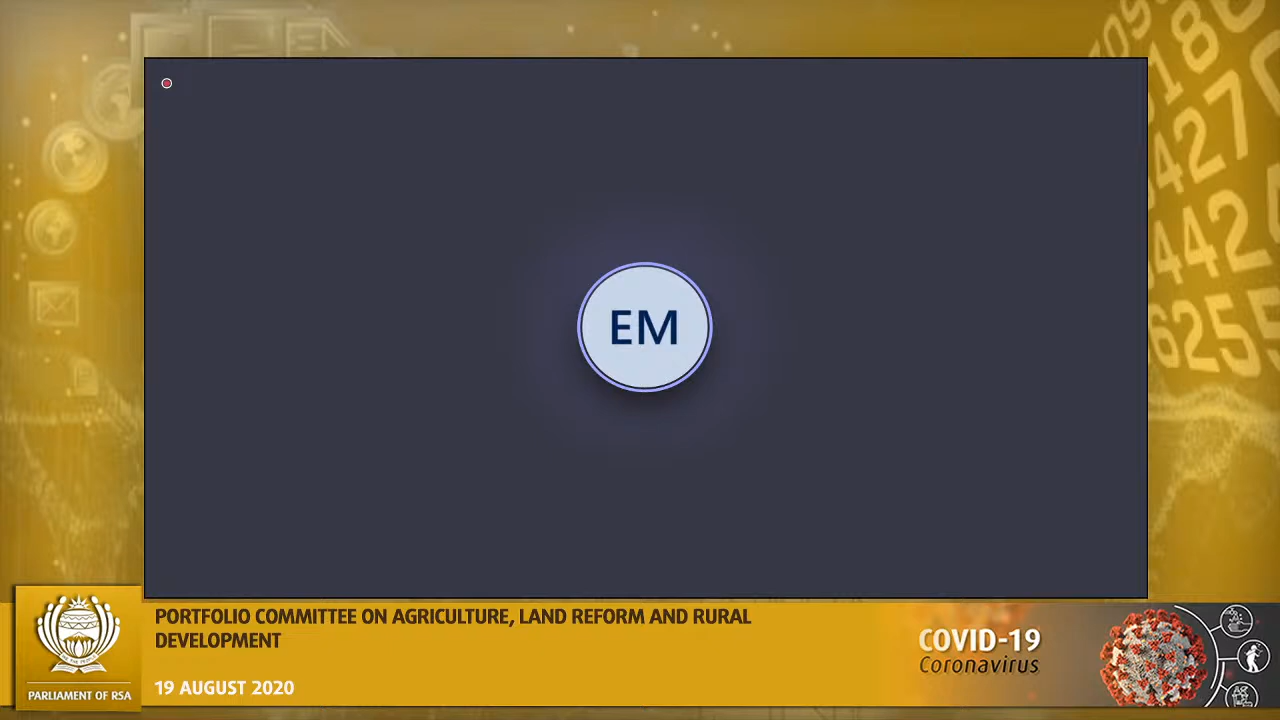 EM
PORTFOLIO COMMITTEE ON AGRICULTURE, LAND REFORM AND RURAL
DEVELOPMENT
19 AUGUST 2020
PARLIAMENT OF RSA
COVID-19
Coronavirus
6255